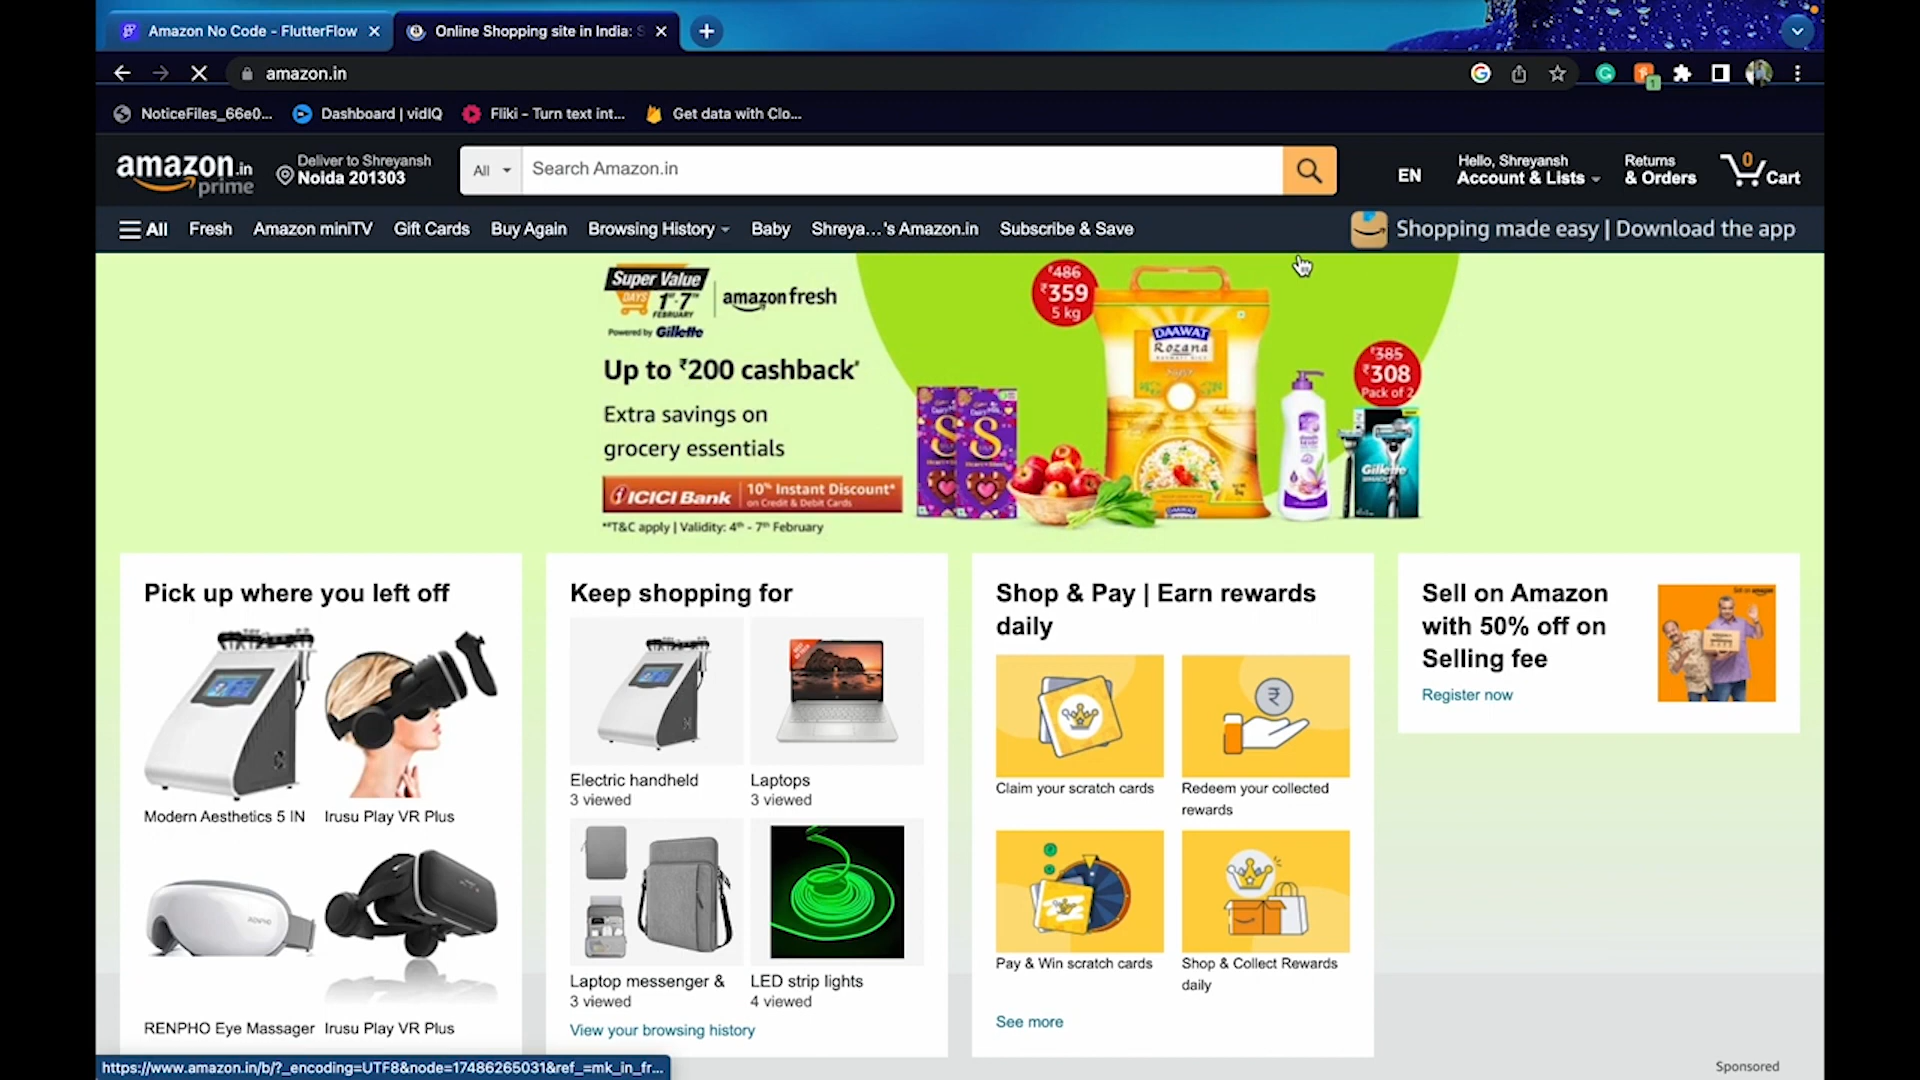 Amazon No Code - FlutterFlow
Online Shopping site in India: S
amazon.in
1
NoticeFiles_66e0...
Dashboard | vidIQ
Fliki - Turn text int...
Get data with Clo...
amazon.in
prime
Deliver to Shreyansh
Noida 201303
All
Search Amazon.in
EN
Hello, Shreyansh
Account & Lists
Returns
& Orders
0
Cart
All
Fresh
Amazon miniTV
Gift Cards
Buy Again
Browsing History
Baby
Shreya...'s Amazon.in
Subscribe & Save
Shopping made easy | Download the app
Super Value
DAYS 1st-7th
FEBRUARY
Powered by Gillette
amazon fresh
Up to ₹200 cashback*
Extra savings on
grocery essentials
ICICI Bank
10% Instant Discount*
on Credit & Debit Cards
*#T&C apply | Validity: 4th - 7th February
₹486
₹359
5 kg
DAAWAT
Rozana
DAAWAT
₹385
₹308
Pack of 2
Gillette
Pick up where you left off
Modern Aesthetics 5 IN
Irusu Play VR Plus
RENPHO
RENPHO Eye Massager
Irusu Play VR Plus
Keep shopping for
Electric handheld
3 viewed
Laptops
3 viewed
Laptop messenger &
3 viewed
LED strip lights
4 viewed
View your browsing history
Shop & Pay | Earn rewards
daily
Claim your scratch cards
Redeem your collected
rewards
Pay & Win scratch cards
Shop & Collect Rewards
daily
See more
Sell on Amazon
with 50% off on
Selling fee
Register now
Sell on amazon
Sponsored
https://www.amazon.in/b/?_encoding=UTF8&node=17486265031&ref_=mk_in_fr...